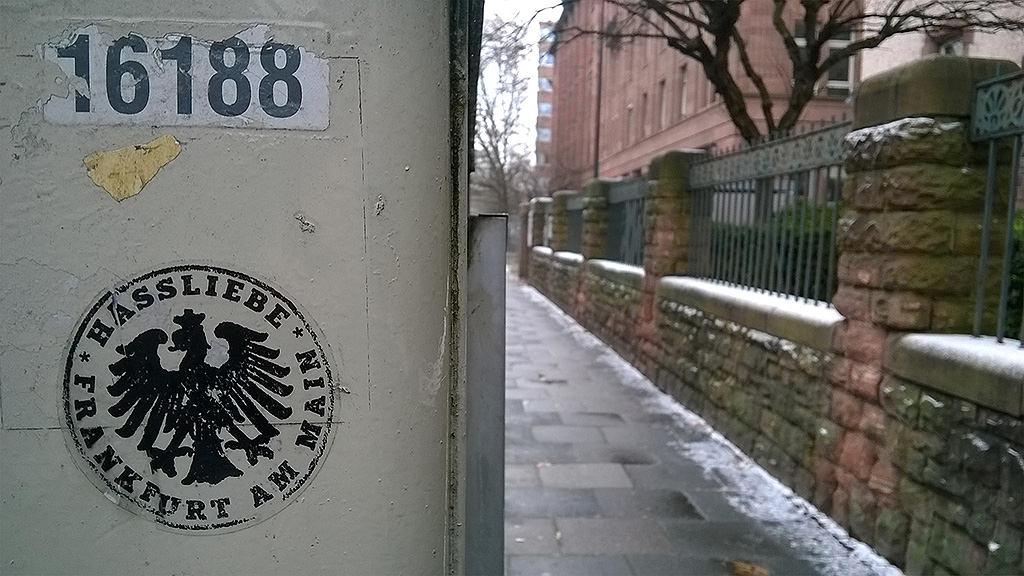 16188
* HASSLIEBE *
FRANKFURT AM MAIN